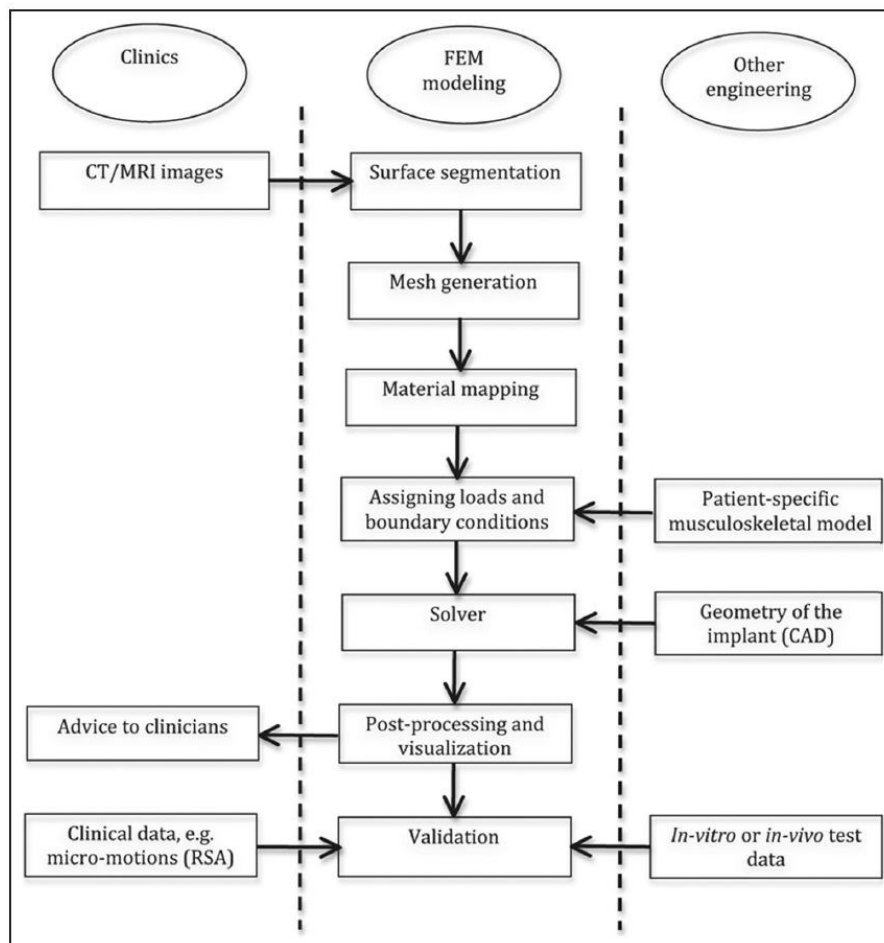 Clinics
FEM
modeling
Other
engineering
CT/MRI images
Surface segmentation
Mesh generation
Material mapping
Assigning loads and
boundary conditions
Patient-specific
musculoskeletal model
Solver
Geometry of the
implant (CAD)
Advice to clinicians
Post-processing and
visualization
Clinical data, e.g.
micro-motions (RSA)
Validation
In-vitro or in-vivo test
data